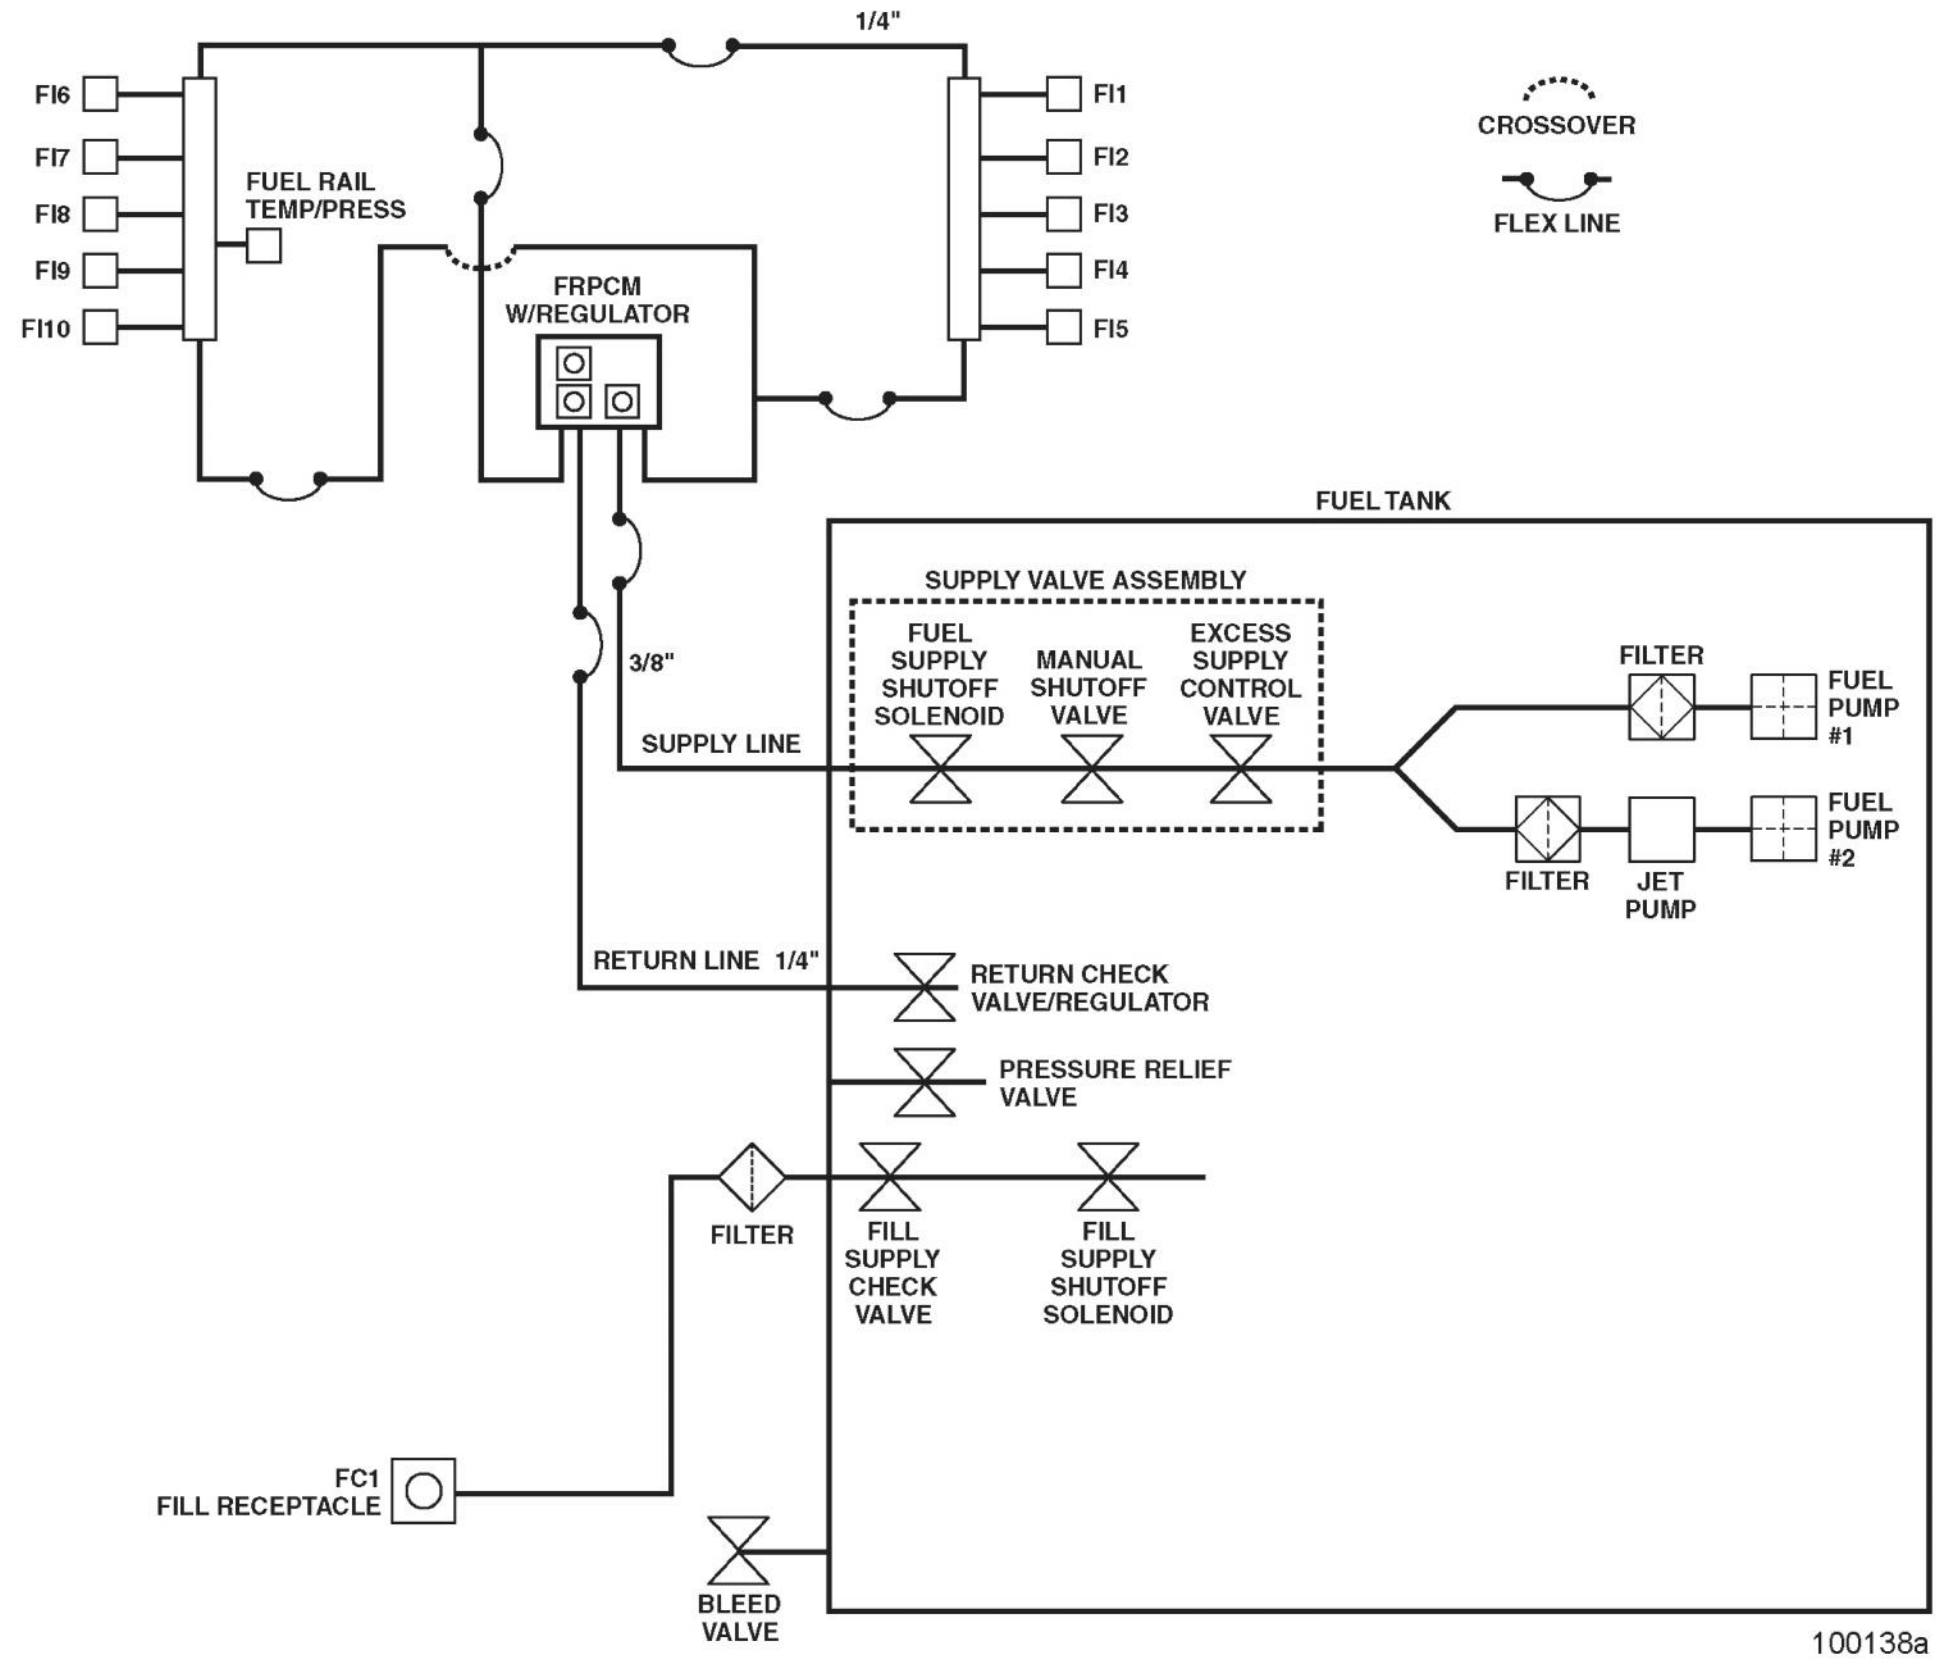 1/4"
FI6
FI7
FI8
FI9
FI10
FUEL RAIL
TEMP/PRESS
FRPCM
W/REGULATOR
FI1
FI2
FI3
FI4
FI5
CROSSOVER
FLEX LINE
FUEL TANK
SUPPLY VALVE ASSEMBLY
FUEL
SUPPLY
SHUTOFF
SOLENOID
MANUAL
SHUTOFF
VALVE
EXCESS
SUPPLY
CONTROL
VALVE
FILTER
FUEL
PUMP
#1
FILTER
JET
PUMP
FUEL
PUMP
#2
3/8"
SUPPLY LINE
RETURN LINE 1/4"
RETURN CHECK
VALVE/REGULATOR
PRESSURE RELIEF
VALVE
FILTER
FILL
SUPPLY
CHECK
VALVE
FILL
SUPPLY
SHUTOFF
SOLENOID
FC1
FILL RECEPTACLE
BLEED
VALVE
100138a